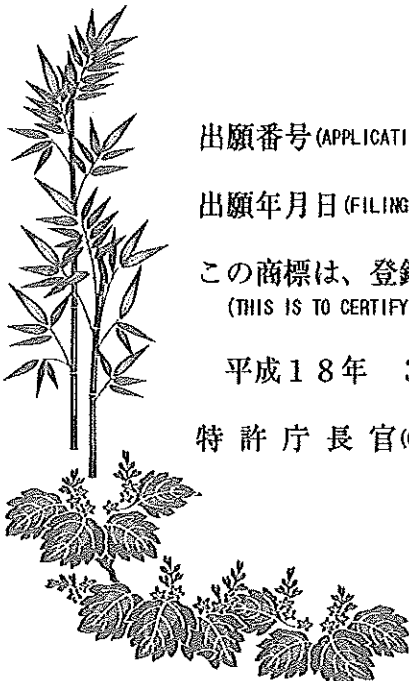 出願番号(APPLICATI
出願年月日(FILING
この商標は、登録
(THIS IS TO CERTIFY
平成18年
特許庁長官(